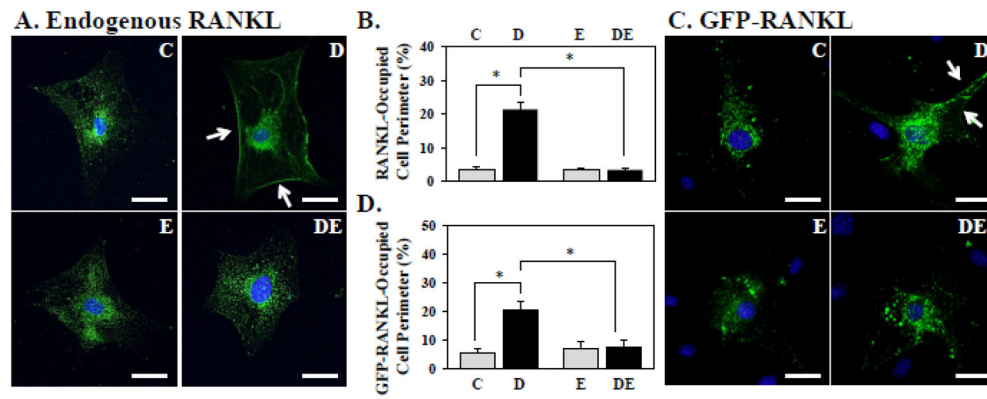 A. Endogenous RANKL
C
D
E
DE
B.
C D E DE
RANKL-Occupied
Cell Perimeter (%)
40
30
20
10
0
*
*
D.
GFP-RANKL-Occupied
Cell Perimeter (%)
50
40
30
20
10
0
*
*
C D E DE
C. GFP-RANKL
C
D
E
DE